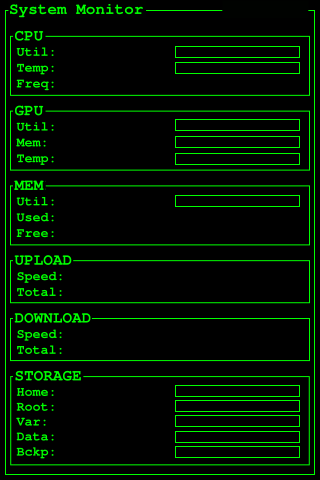 System Monitor
CPU
Util:
Temp:
Freq:
GPU
Util:
Mem:
Temp:
MEM
Util:
Used:
Free:
UPLOAD
Speed:
Total:
DOWNLOAD
Speed:
Total:
STORAGE
Home:
Root:
Var:
Data:
Bckp: